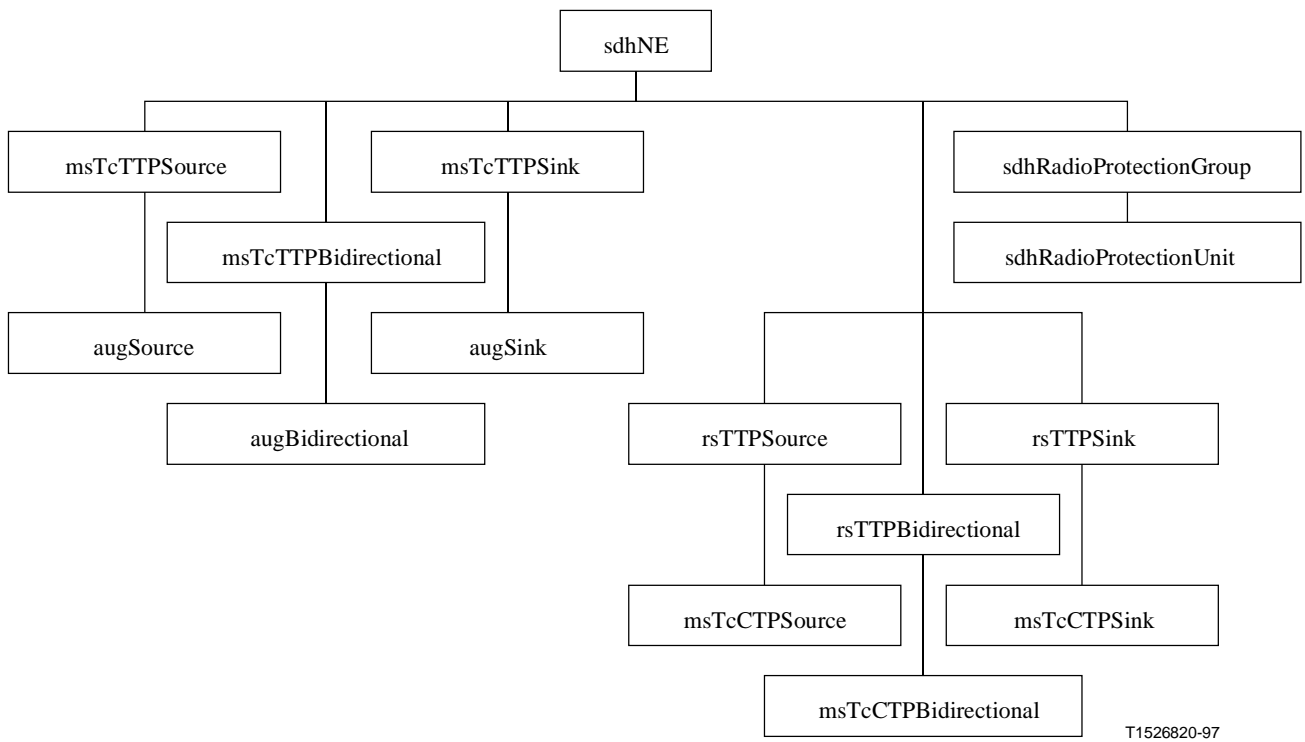 sdhNE
msTcTTPSource
msTcTTPSink
sdhRadioProtectionGroup
msTcTTPBidirectional
sdhRadioProtectionUnit
augSource
augSink
augBidirectional
rsTTPSource
rsTTPSink
rsTTPBidirectional
msTcCTPSource
msTcCTPSink
msTcCTPBidirectional
T1526820-97